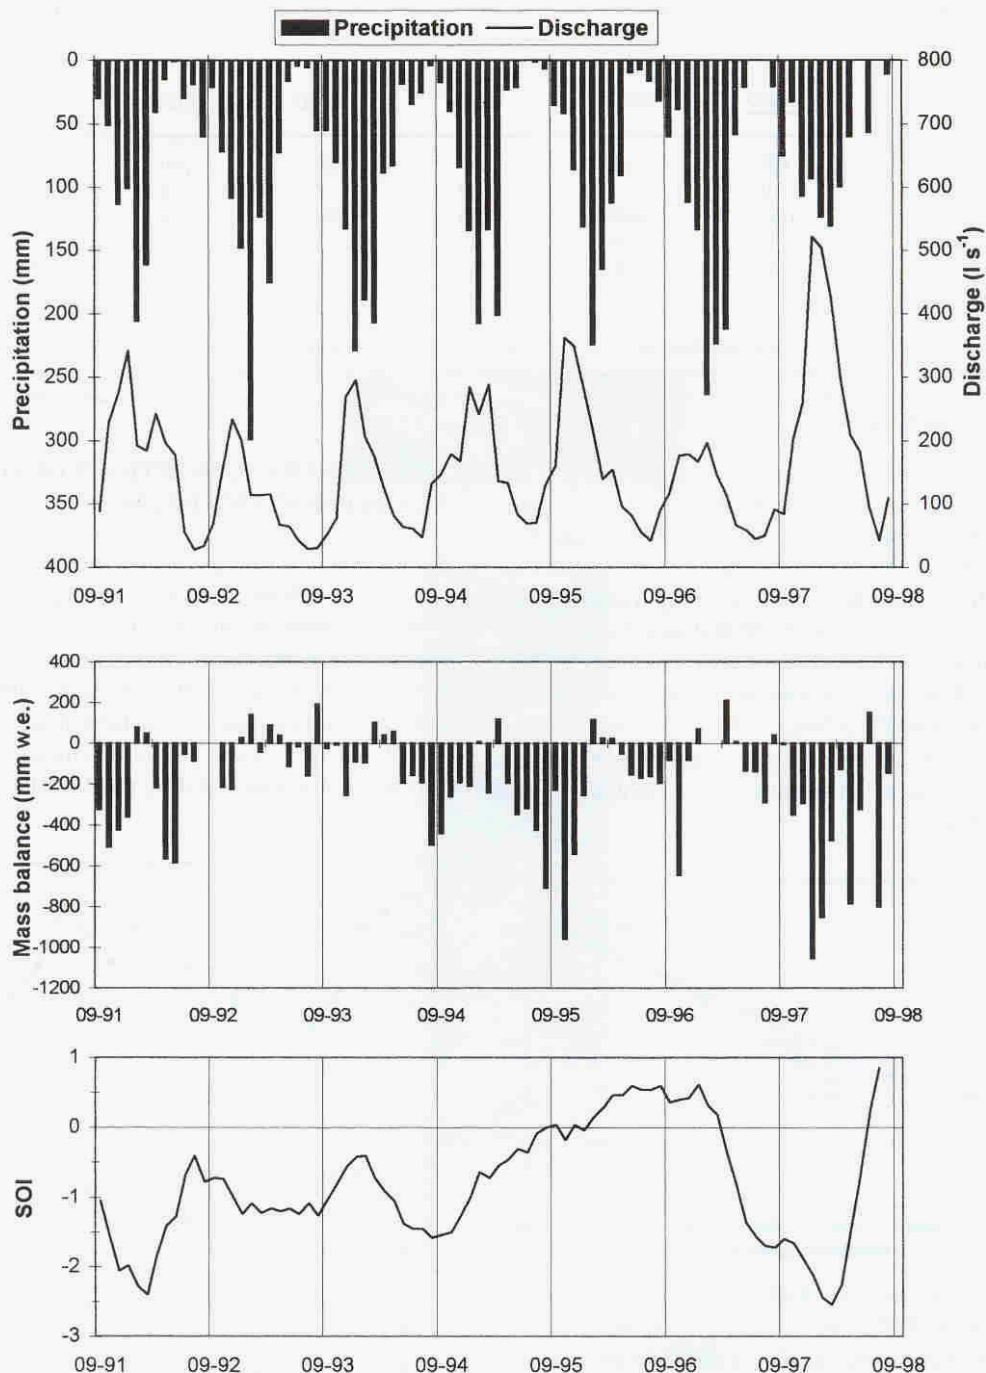 Precipitation Discharge
0 50 100 150 200 250 300 350 400
Precipitation (mm)
800 700 600 500 400 300 200 100 0
Discharge (l s⁻¹)
09-91 09-92 09-93 09-94 09-95 09-96 09-97 09-98
400 200 0 -200 -400 -600 -800 -1000 -1200
Mass balance (mm w.e.)
09-91 09-92 09-93 09-94 09-95 09-96 09-97 09-98
1 0 -1 -2 -3
SOI
09-91 09-92 09-93 09-94 09-95 09-96 09-97 09-98